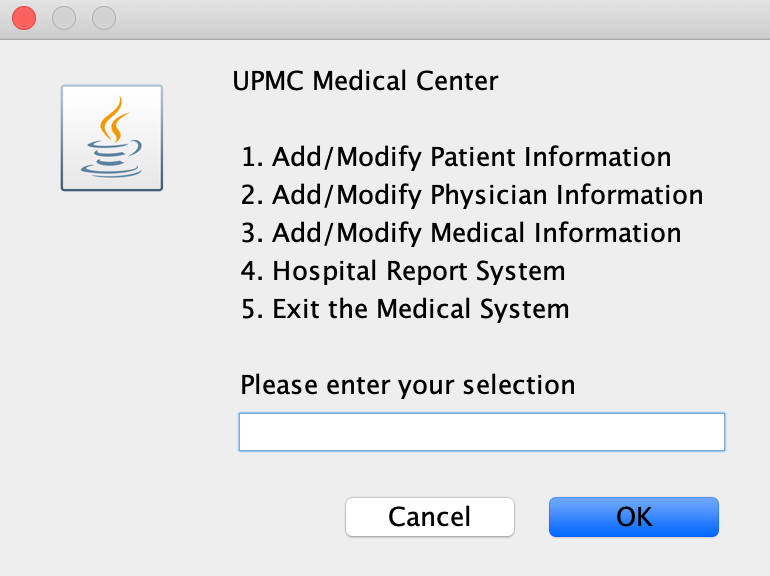 UPMC Medical Center
1. Add/Modify Patient Information
2. Add/Modify Physician Information
3. Add/Modify Medical Information
4. Hospital Report System
5. Exit the Medical System
Please enter your selection
Cancel
OK